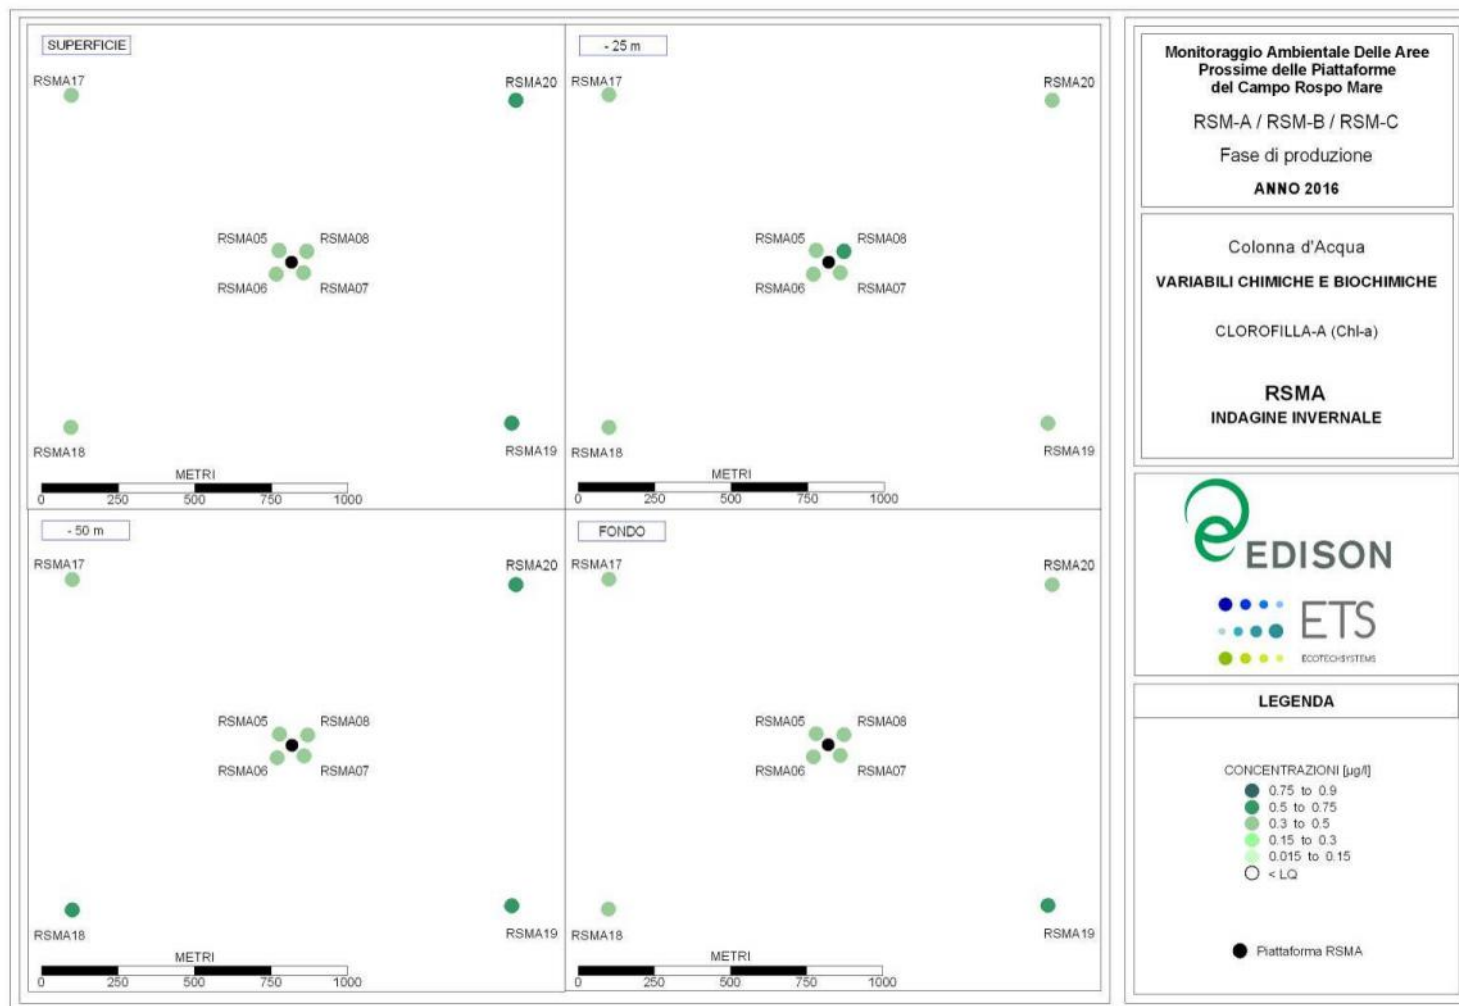 SUPERFICIE
RSMA17
RSMA20
RSMA05
RSMA08
RSMA06
RSMA07
RSMA18
RSMA19
METRI
0 250 500 750 1000
- 25 m
RSMA17
RSMA20
RSMA05
RSMA08
RSMA06
RSMA07
RSMA18
RSMA19
METRI
0 250 500 750 1000
- 50 m
RSMA17
RSMA20
RSMA05
RSMA08
RSMA06
RSMA07
RSMA18
RSMA19
METRI
0 250 500 750 1000
FONDO
RSMA17
RSMA20
RSMA05
RSMA08
RSMA06
RSMA07
RSMA18
RSMA19
METRI
0 250 500 750 1000
Monitoraggio Ambientale Delle Aree
Prossime delle Piattaforme
del Campo Rospo Mare
RSM-A / RSM-B / RSM-C
Fase di produzione
ANNO 2016
Colonna d'Acqua
VARIABILI CHIMICHE E BIOCHIMICHE
CLOROFILLA-A (Chl-a)
RSMA
INDAGINE INVERNALE
EDISON
ETS
ECOTECHSYSTEMS
LEGENDA
CONCENTRAZIONI [µg/l]
0.75 to 0.9
0.5 to 0.75
0.3 to 0.5
0.15 to 0.3
0.015 to 0.15
< LQ
Piattaforma RSMA